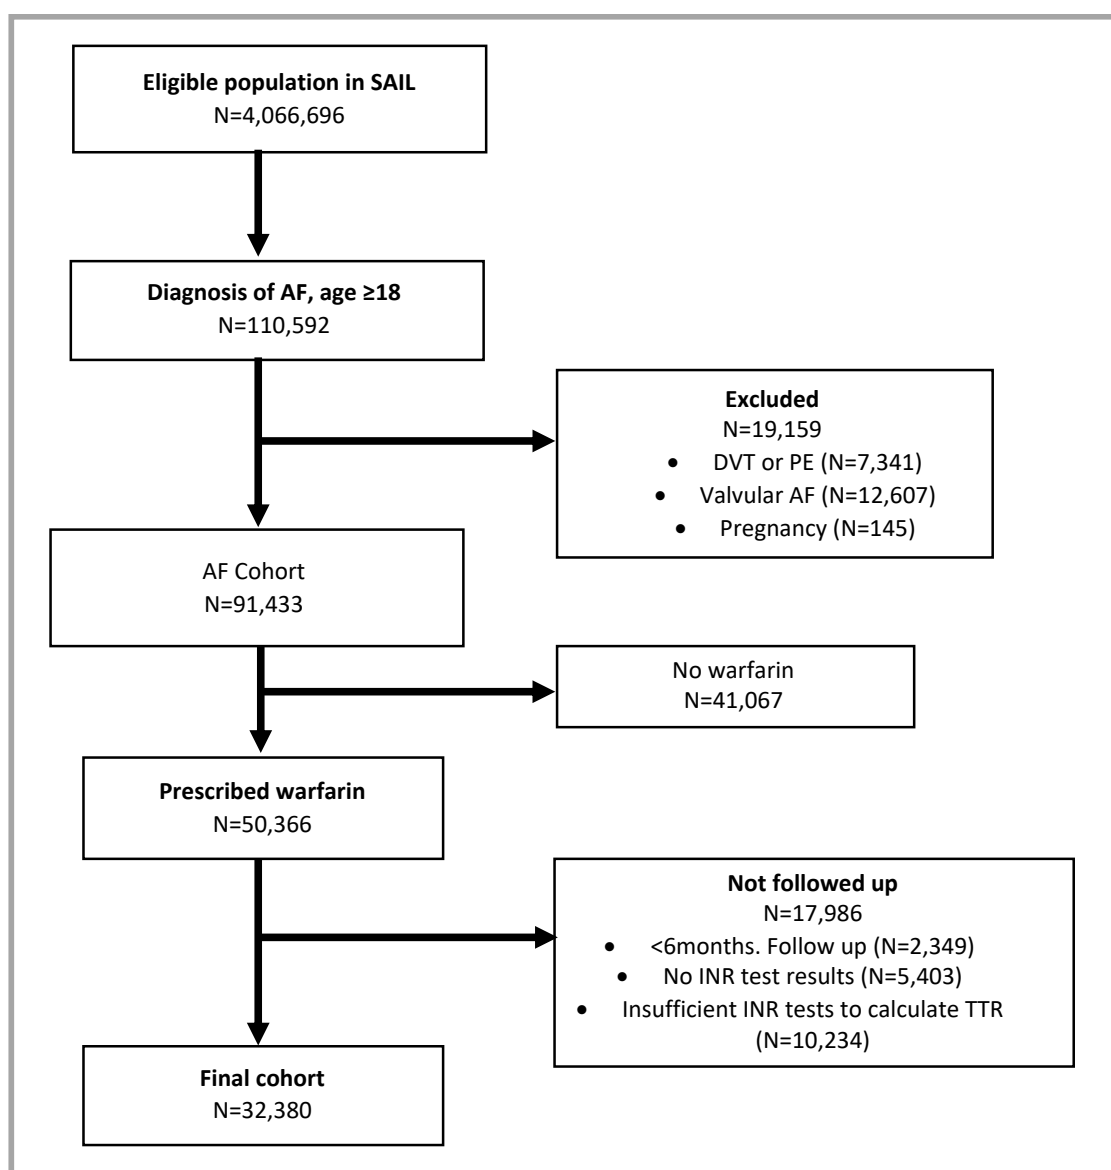 Eligible population in SAIL
N=4,066,696
Diagnosis of AF, age ≥18
N=110,592
Excluded
N=19,159
• DVT or PE (N=7,341)
• Valvular AF (N=12,607)
• Pregnancy (N=145)
AF Cohort
N=91,433
No warfarin
N=41,067
Prescribed warfarin
N=50,366
Not followed up
N=17,986
• <6months. Follow up (N=2,349)
• No INR test results (N=5,403)
• Insufficient INR tests to calculate TTR
(N=10,234)
Final cohort
N=32,380